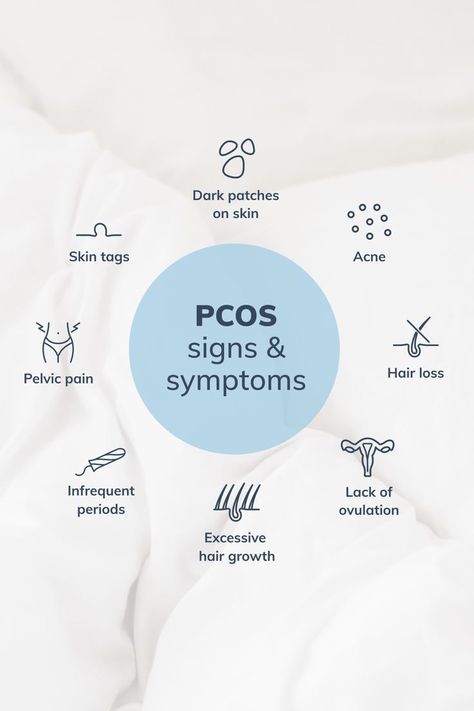 PCOS
signs &
symptoms
Dark patches
on skin
Acne
Hair loss
Lack of
ovulation
Excessive
hair growth
Infrequent
periods
Pelvic pain
Skin tags